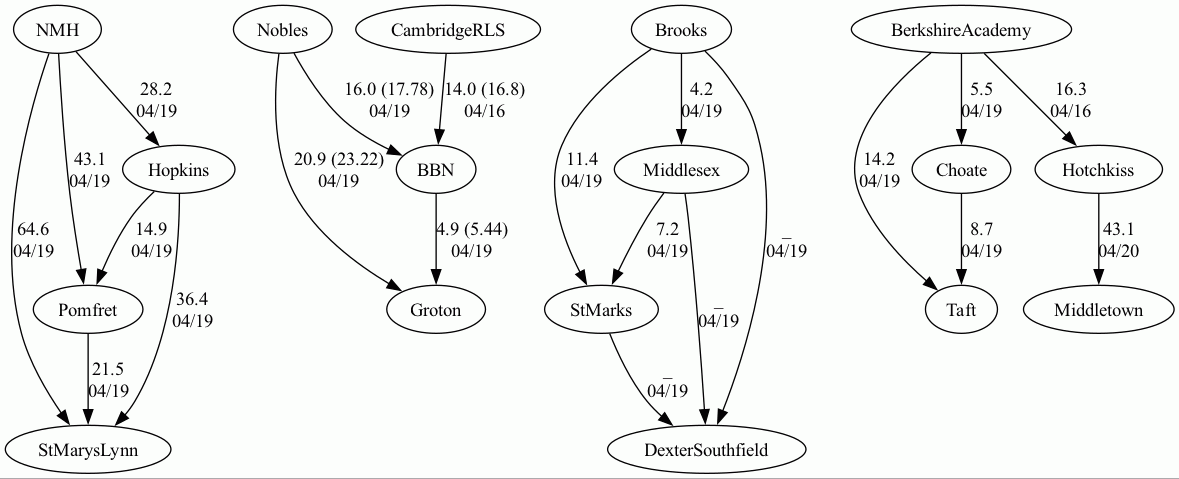 NMH
Nobles
CambridgeRLS
Brooks
BerkshireAcademy
28.2
04/19
16.0 (17.78)
04/19
14.0 (16.8)
04/16
4.2
04/19
5.5
04/19
16.3
04/16
43.1
04/19
Hopkins
20.9 (23.22)
04/19
BBN
11.4
04/19
Middlesex
14.2
04/19
Choate
Hotchkiss
64.6
04/19
14.9
04/19
4.9 (5.44)
04/19
7.2
04/19
_
04/19
8.7
04/19
43.1
04/20
Pomfret
36.4
04/19
Groton
StMarks
_
04/19
Taft
Middletown
21.5
04/19
_
04/19
StMarysLynn
DexterSouthfield